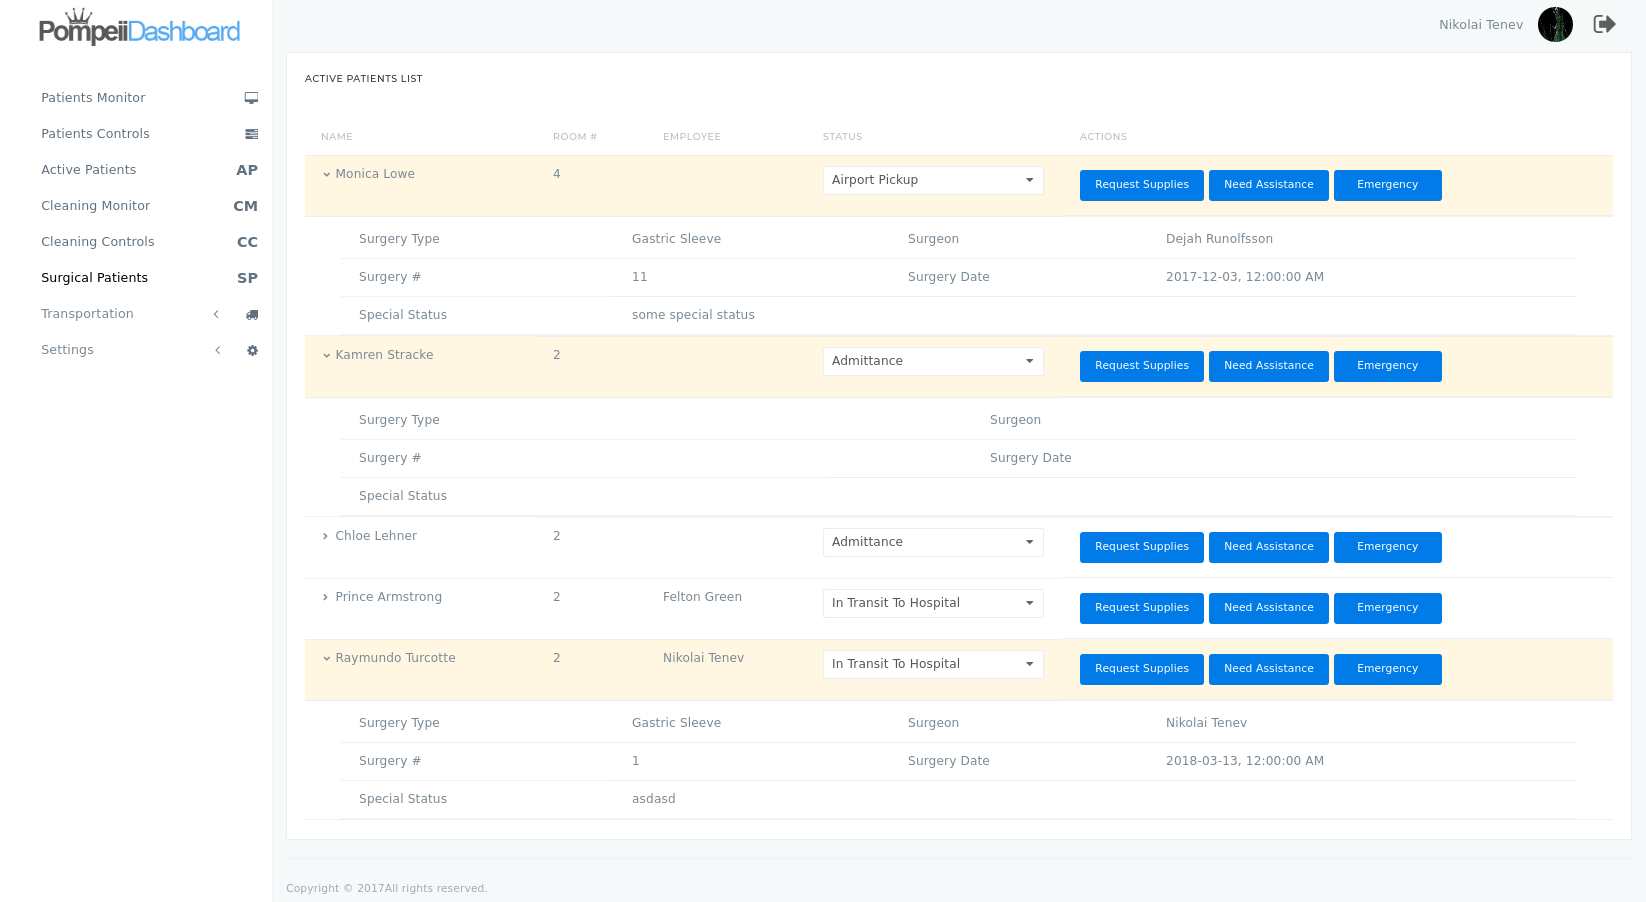 PompeiiDashboard
Nikolai Tenev
Patients Monitor
Patients Controls
Active Patients AP
Cleaning Monitor CM
Cleaning Controls CC
Surgical Patients SP
Transportation
Settings
ACTIVE PATIENTS LIST
NAME ROOM # EMPLOYEE STATUS ACTIONS
Monica Lowe 4 Airport Pickup Request Supplies Need Assistance Emergency
Surgery Type Gastric Sleeve Surgeon Dejah Runolfsson
Surgery # 11 Surgery Date 2017-12-03, 12:00:00 AM
Special Status some special status
Kamren Stracke 2 Admittance Request Supplies Need Assistance Emergency
Surgery Type Surgeon
Surgery # Surgery Date
Special Status
Chloe Lehner 2 Admittance Request Supplies Need Assistance Emergency
Prince Armstrong 2 Felton Green In Transit To Hospital Request Supplies Need Assistance Emergency
Raymundo Turcotte 2 Nikolai Tenev In Transit To Hospital Request Supplies Need Assistance Emergency
Surgery Type Gastric Sleeve Surgeon Nikolai Tenev
Surgery # 1 Surgery Date 2018-03-13, 12:00:00 AM
Special Status asdasd
Copyright © 2017All rights reserved.